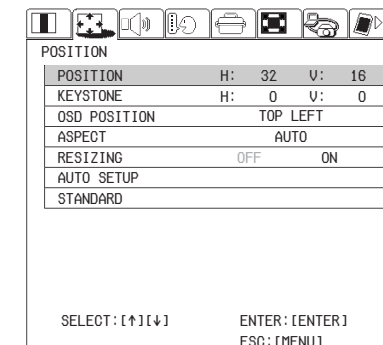 POSITION
POSITION H: 32 V: 16
KEYSTONE H: 0 V: 0
OSD POSITION TOP LEFT
ASPECT AUTO
RESIZING OFF ON
AUTO SETUP
STANDARD
SELECT:[↑][↓] ENTER:[ENTER]
ESC:[MENU]